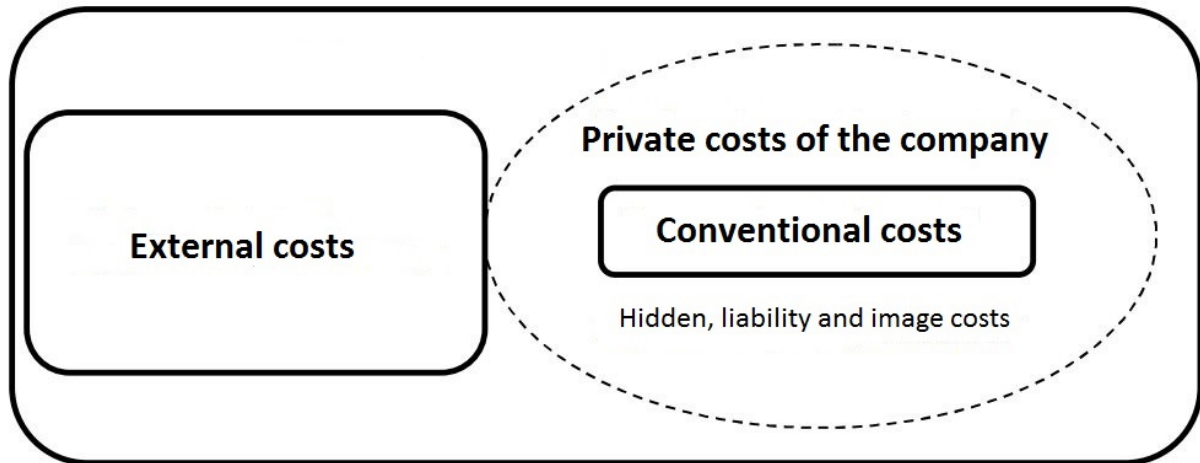 Private costs of the company
External costs
Conventional costs
Hidden, liability and image costs